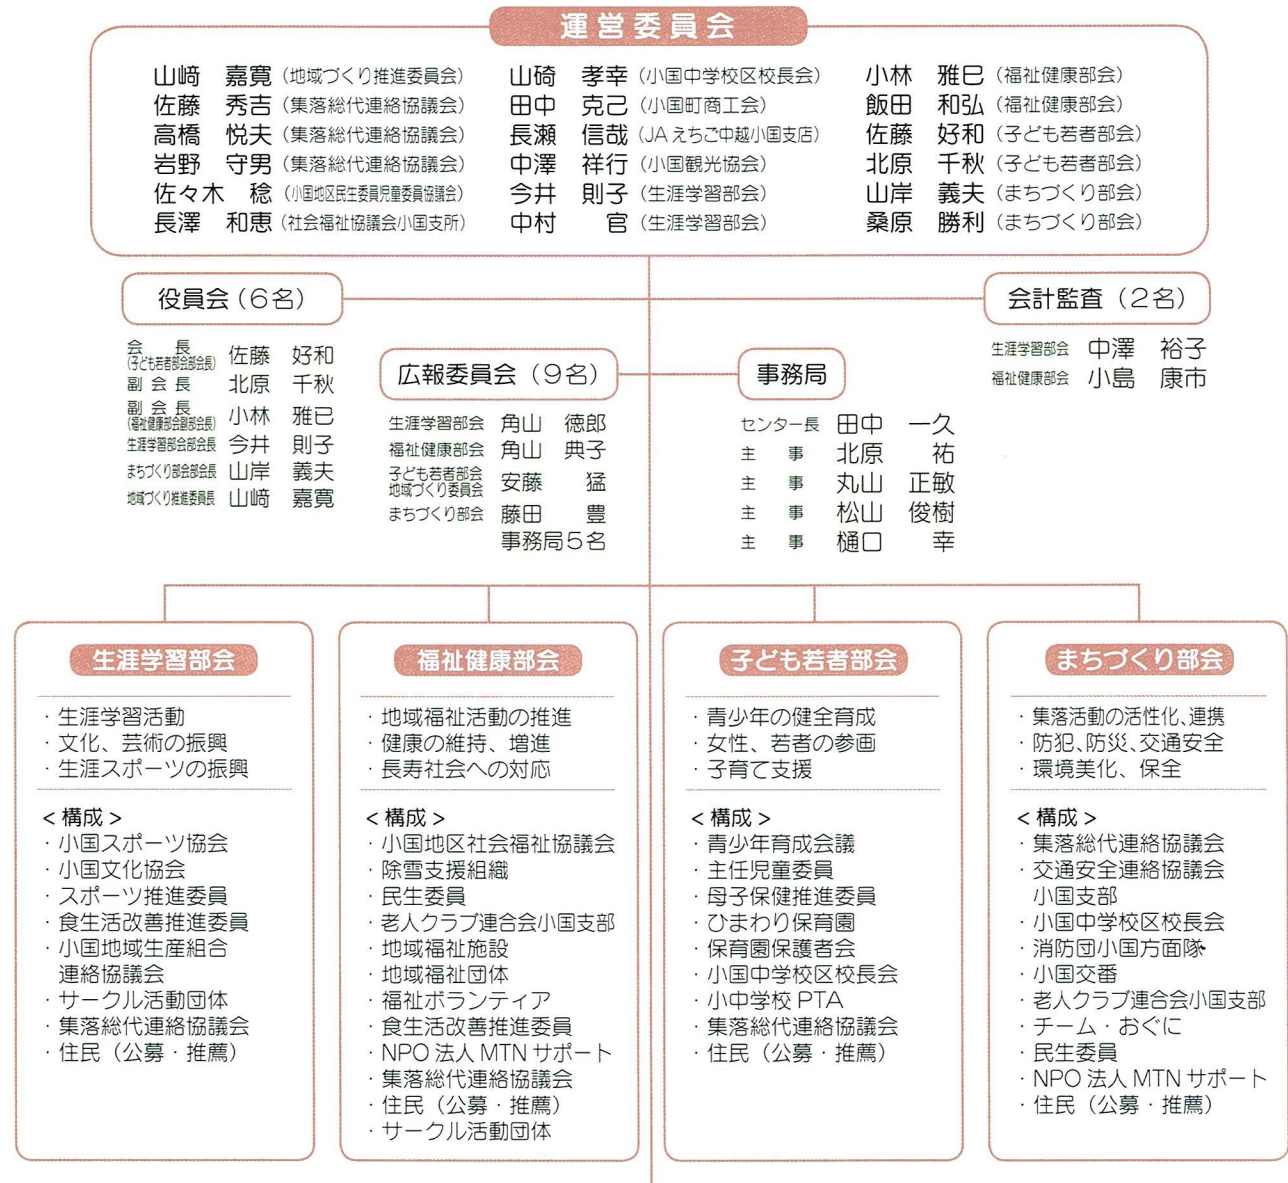 運営委員会
山﨑　嘉寛（地域づくり推進委員会）
佐藤　秀吉（集落総代連絡協議会）
高橋　悦夫（集落総代連絡協議会）
岩野　守男（集落総代連絡協議会）
佐々木　稔（小国地区民生委員児童委員協議会）
長澤　和恵（社会福祉協議会小国支所）
山碕　孝幸（小国中学校区校長会）
田中　克己（小国町商工会）
長瀬　信哉（JAえちご中越小国支店）
中澤　祥行（小国観光協会）
今井　則子（生涯学習部会）
中村　官（生涯学習部会）
小林　雅巳（福祉健康部会）
飯田　和弘（福祉健康部会）
佐藤　好和（子ども若者部会）
北原　千秋（子ども若者部会）
山岸　義夫（まちづくり部会）
桑原　勝利（まちづくり部会）
役員会（6名）
会　長（子ども若者部会部会長）佐藤　好和
副会長　北原　千秋
副会長（福祉健康部会副部会長）小林　雅巳
生涯学習部会部会長　今井　則子
まちづくり部会部会長　山岸　義夫
地域づくり推進委員長　山﨑　嘉寛
広報委員会（9名）
生涯学習部会　角山　徳郎
福祉健康部会　角山　典子
子ども若者部会
地域づくり委員会　安藤　猛
まちづくり部会　藤田　豊
事務局5名
事務局
センター長　田中　一久
主　事　北原　祐
主　事　丸山　正敏
主　事　松山　俊樹
主　事　樋口　幸
会計監査（2名）
生涯学習部会　中澤　裕子
福祉健康部会　小島　康市
生涯学習部会
・生涯学習活動
・文化、芸術の振興
・生涯スポーツの振興
＜構成＞
・小国スポーツ協会
・小国文化協会
・スポーツ推進委員
・食生活改善推進委員
・小国地域生産組合
連絡協議会
・サークル活動団体
・集落総代連絡協議会
・住民（公募・推薦）
福祉健康部会
・地域福祉活動の推進
・健康の維持、増進
・長寿社会への対応
＜構成＞
・小国地区社会福祉協議会
・除雪支援組織
・民生委員
・老人クラブ連合会小国支部
・地域福祉施設
・地域福祉団体
・福祉ボランティア
・食生活改善推進委員
・NPO法人MTNサポート
・集落総代連絡協議会
・住民（公募・推薦）
・サークル活動団体
子ども若者部会
・青少年の健全育成
・女性、若者の参画
・子育て支援
＜構成＞
・青少年育成会議
・主任児童委員
・母子保健推進委員
・ひまわり保育園
・保育園保護者会
・小国中学校区校長会
・小中学校PTA
・集落総代連絡協議会
・住民（公募・推薦）
まちづくり部会
・集落活動の活性化、連携
・防犯、防災、交通安全
・環境美化、保全
＜構成＞
・集落総代連絡協議会
・交通安全連絡協議会
小国支部
・小国中学校区校長会
・消防団小国方面隊
・小国交番
・老人クラブ連合会小国支部
・チーム・おぐに
・民生委員
・NPO法人MTNサポート
・住民（公募・推薦）